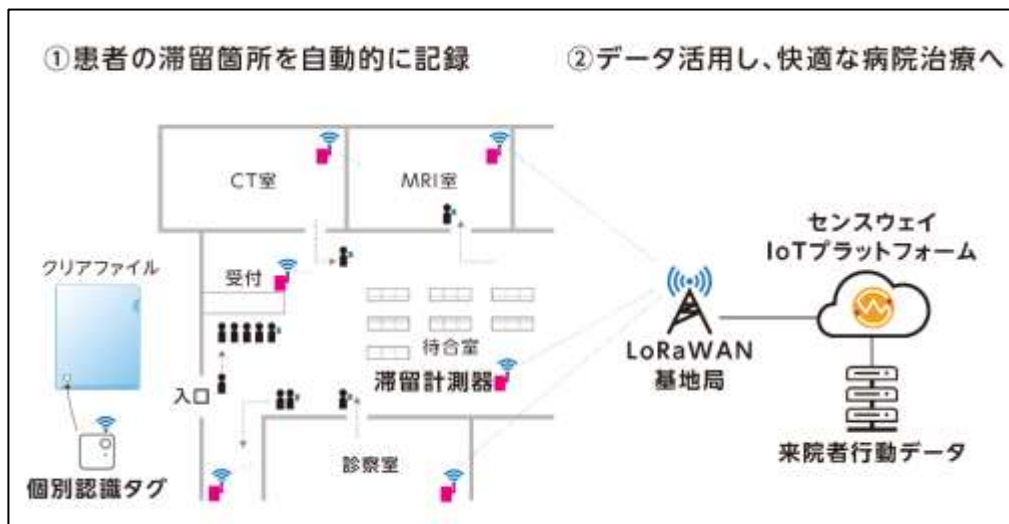 ①患者の滞留箇所を自動的に記録
②データ活用し、快適な病院治療へ
CT室
MRI室
クリアファイル
受付
待合室
滞留計測器
入口
診察室
個別認識タグ
センスウェイ
IoTプラットフォーム
LoRaWAN
基地局
来院者行動データ